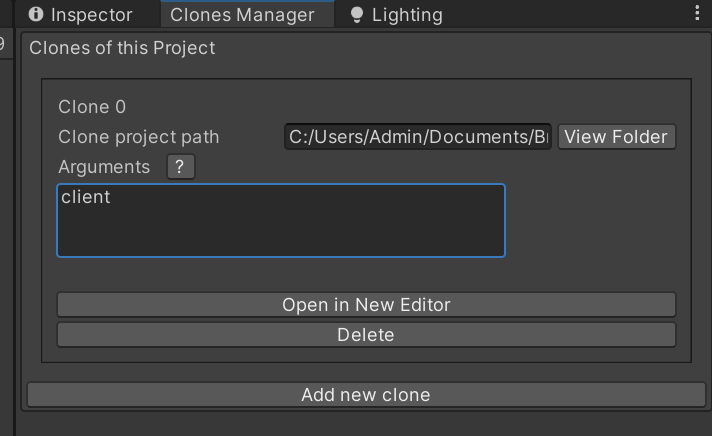 Inspector Clones Manager Lighting
9
Clones of this Project
Clone 0
Clone project path C:/Users/Admin/Documents/B View Folder
Arguments ?
client
Open in New Editor
Delete
Add new clone